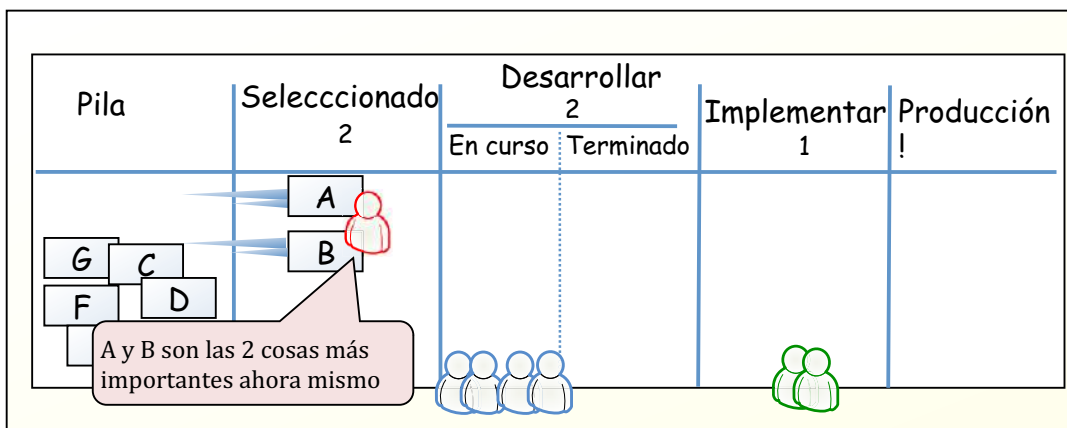 Pila
Selecccionado
2
Desarrollar
2
En curso
Terminado
Implementar
1
Producción
!
A
B
G
C
F
D
A y B son las 2 cosas más
importantes ahora mismo